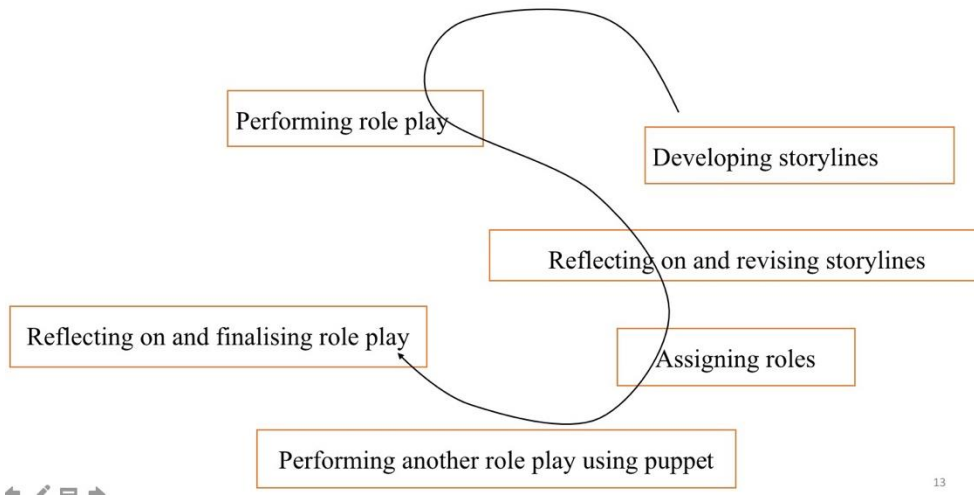 Performing role play
Developing storylines
Reflecting on and revising storylines
Reflecting on and finalising role play
Assigning roles
Performing another role play using puppet
13